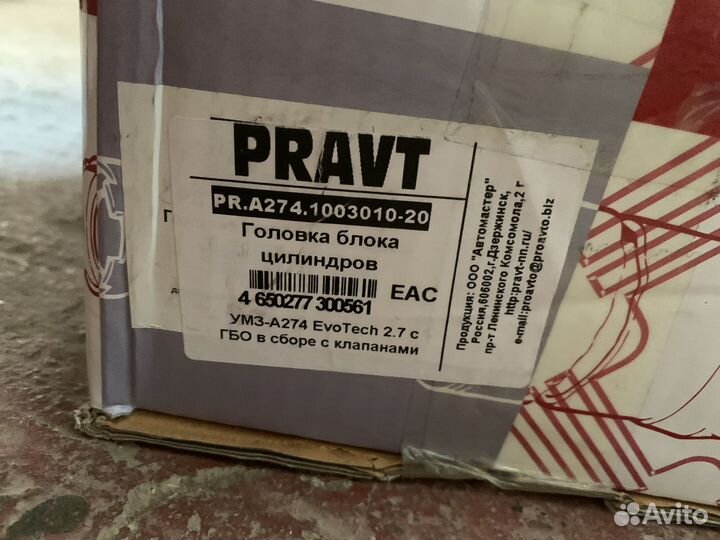 PRAVT
PR.A274.1003010-20
Головка блока
цилиндров
4 650277 300561
EAC
УМЗ-А274 EvoTech 2.7 с
ГБО в сборе с клапанами
Продукция: ООО "Автомастер"
Россия,606002,г.Дзержинск,
пр-т Ленинского Комсомола,2 г
http:pravt-nn.ru/
e-mail:proavto@proavto.biz
Avito